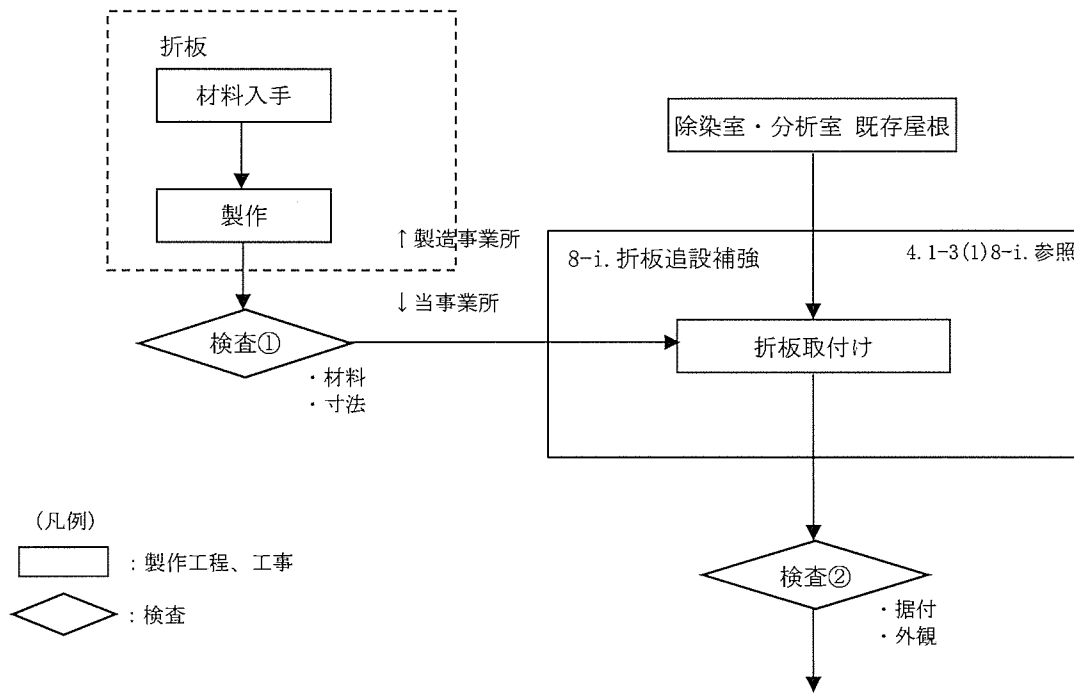 折板
材料入手
製作
↑製造事業所
↓当事業所
検査①
・材料
・寸法
除染室・分析室 既存屋根
8-i. 折板追設補強
4.1-3(1)8-i. 参照
折板取付け
検査②
・据付
・外観
(凡例)
：製作工程、工事
：検査